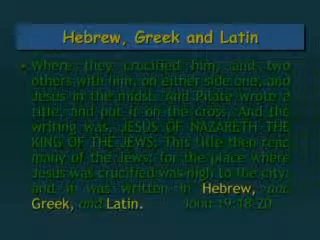 Hebrew, Greek and Latin
• Where they crucified him, and two
others with him, on either side one, and
Jesus in the midst. And Pilate wrote a
title, and put it on the cross. And the
writing was, JESUS OF NAZARETH THE
KING OF THE JEWS. This title then read
many of the Jews: for the place where
Jesus was crucified was nigh to the city:
and it was written in Hebrew, and
Greek, and Latin. John 19:18-20